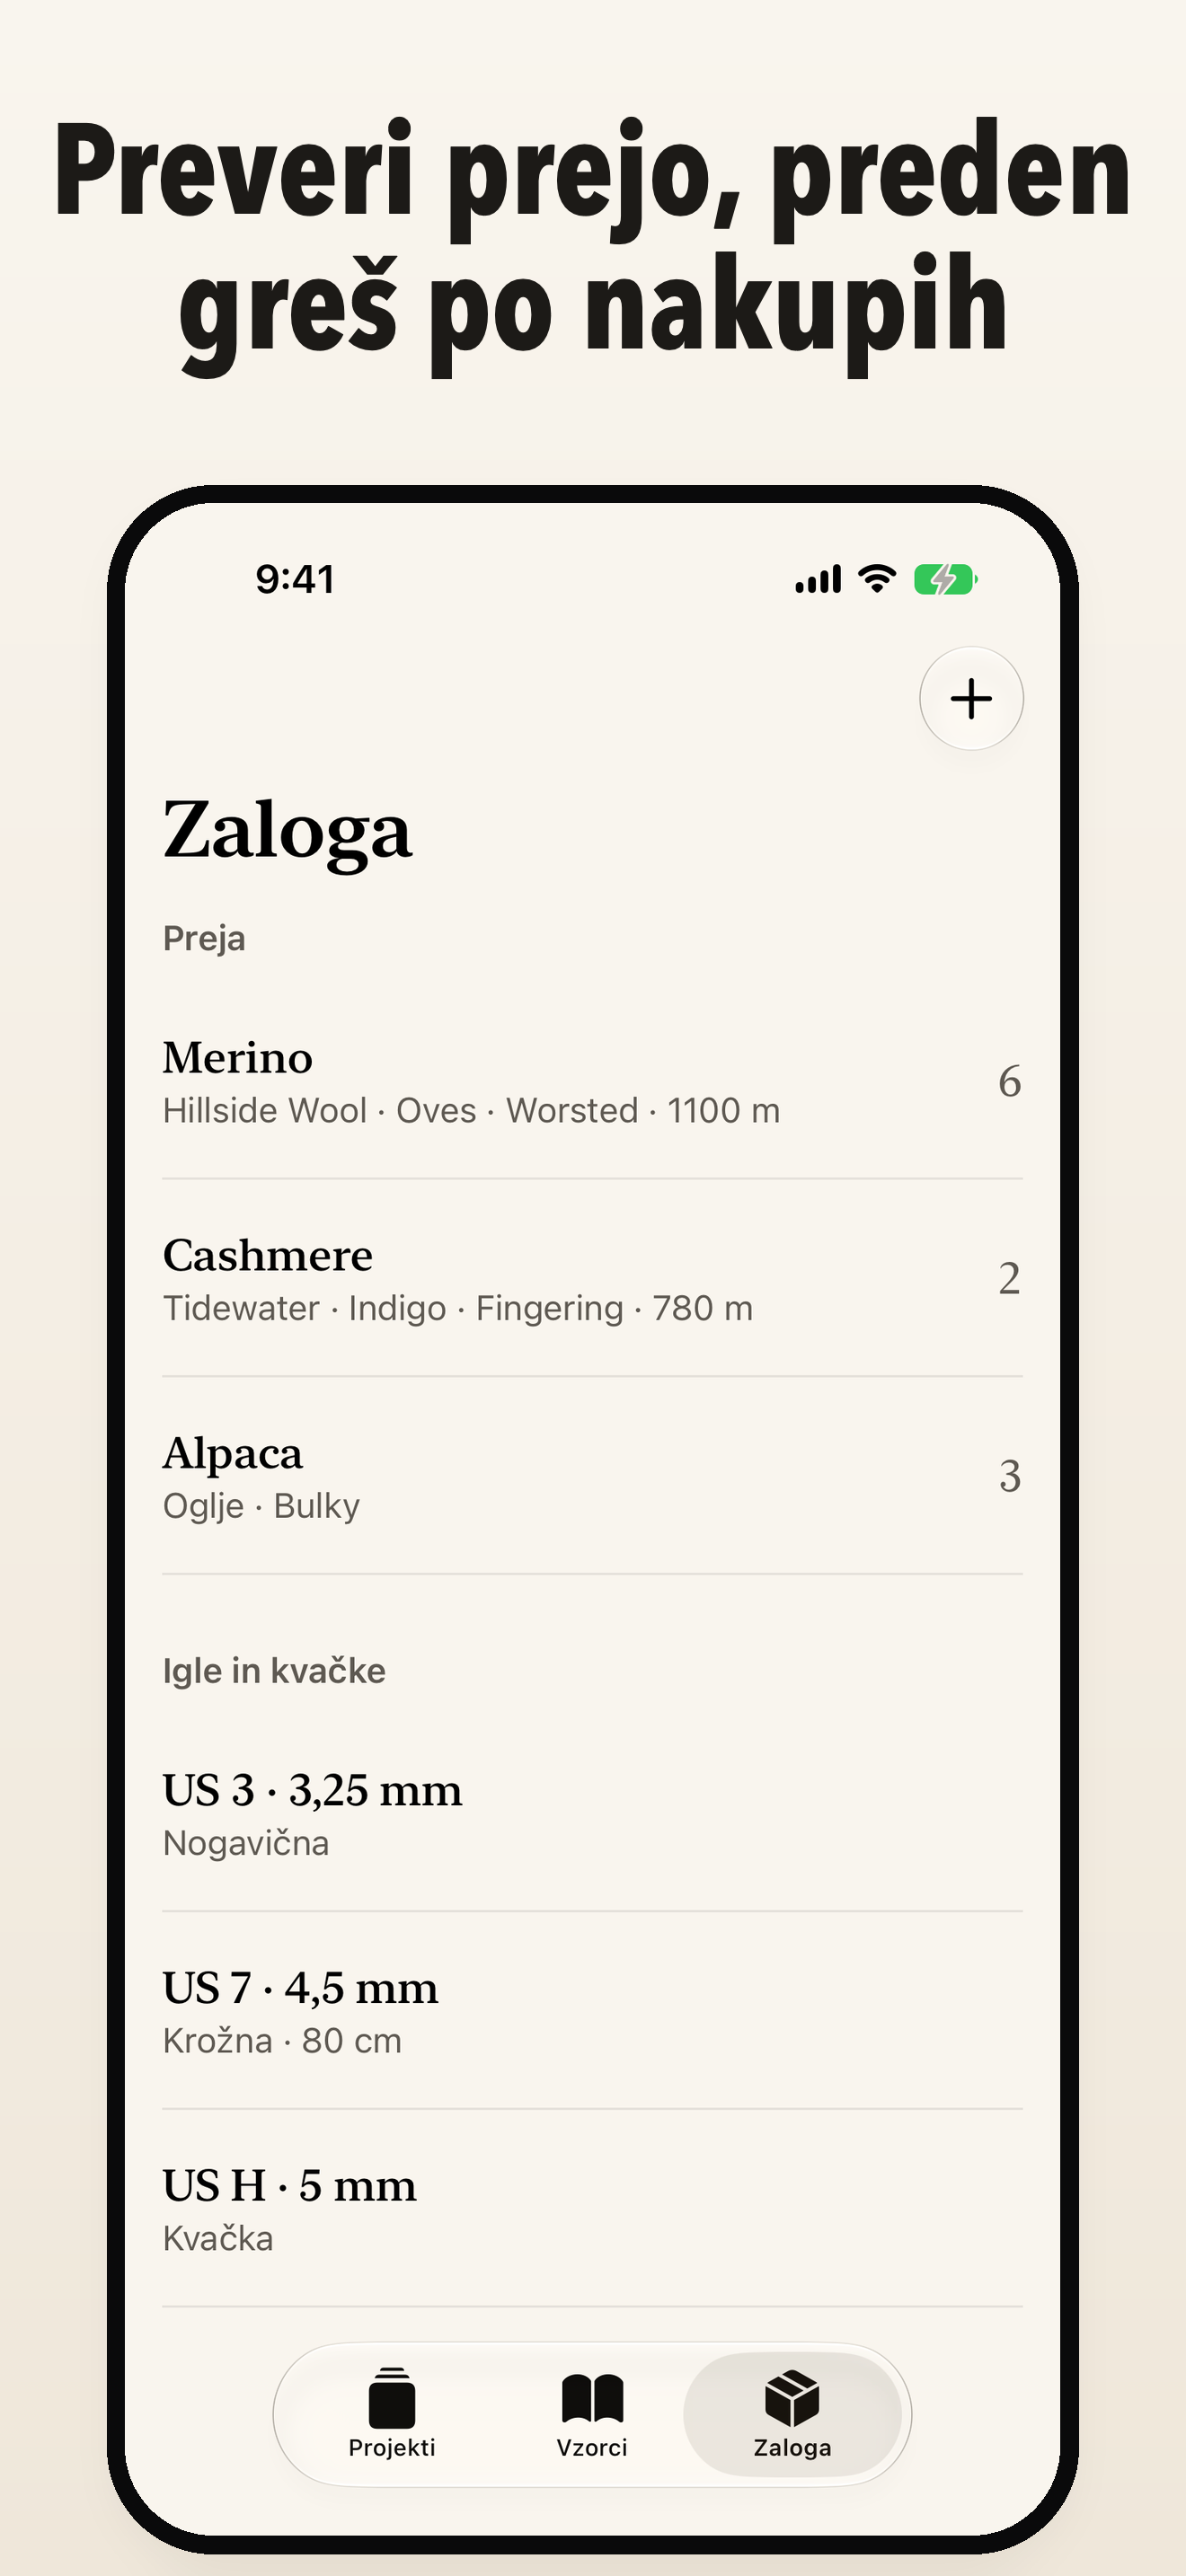 Preveri prejo, preden
greš po nakupih
9:41
Zaloga
Preja
Merino
Hillside Wool · Oves · Worsted · 1100 m
6
Cashmere
Tidewater · Indigo · Fingering · 780 m
2
Alpaca
Oglje · Bulky
3
Igle in kvačke
US 3 · 3,25 mm
Nogavična
US 7 · 4,5 mm
Krožna · 80 cm
US H · 5 mm
Kvačka
Projekti
Vzorci
Zaloga